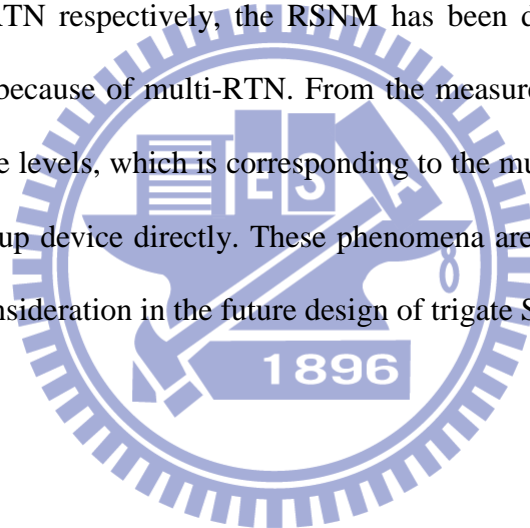 RTN respectively, the RSNM has been d
because of multi-RTN. From the measure
e levels, which is corresponding to the mu
up device directly. These phenomena are
nsideration in the future design of trigate S
E S A
1896